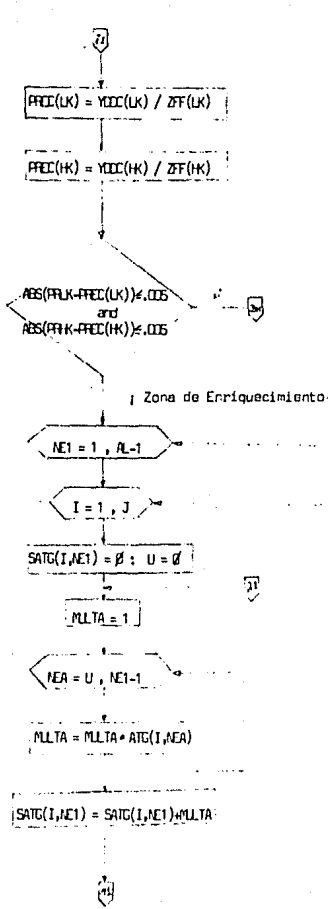 21
PREC(LK) = YDCC(LK) / ZFF(LK)
PREC(HK) = YDCC(HK) / ZFF(HK)
ABS(PRLK-PREC(LK))≤.005
and
ABS(PRHK-PREC(HK))≤.005
; Zona de Enriquecimiento
NE1 = 1 , AL-1
I = 1 , J
SATG(I,NE1) = Ø : U = Ø
MULTA = 1
NEA = U , NE1-1
MULTA = MULTA * ATG(I,NEA)
SATG(I,NE1) = SATG(I,NE1)+MULTA